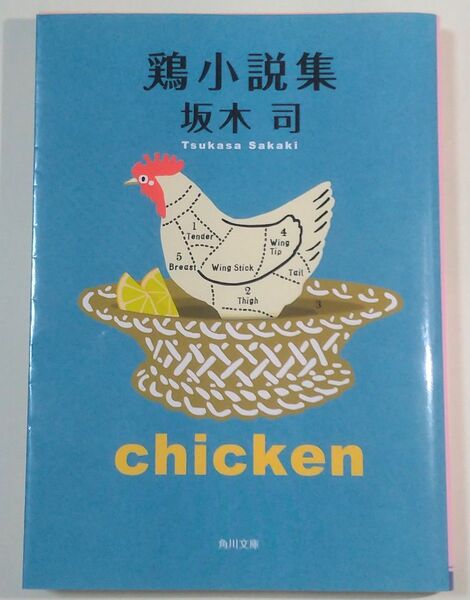 鶏小説集
坂木 司
Tsukasa Sakaki
1
Tender
4
Wing
Tip
5
Breast
Wing Stick
Tail
2
Thigh
3
chicken
角川文庫